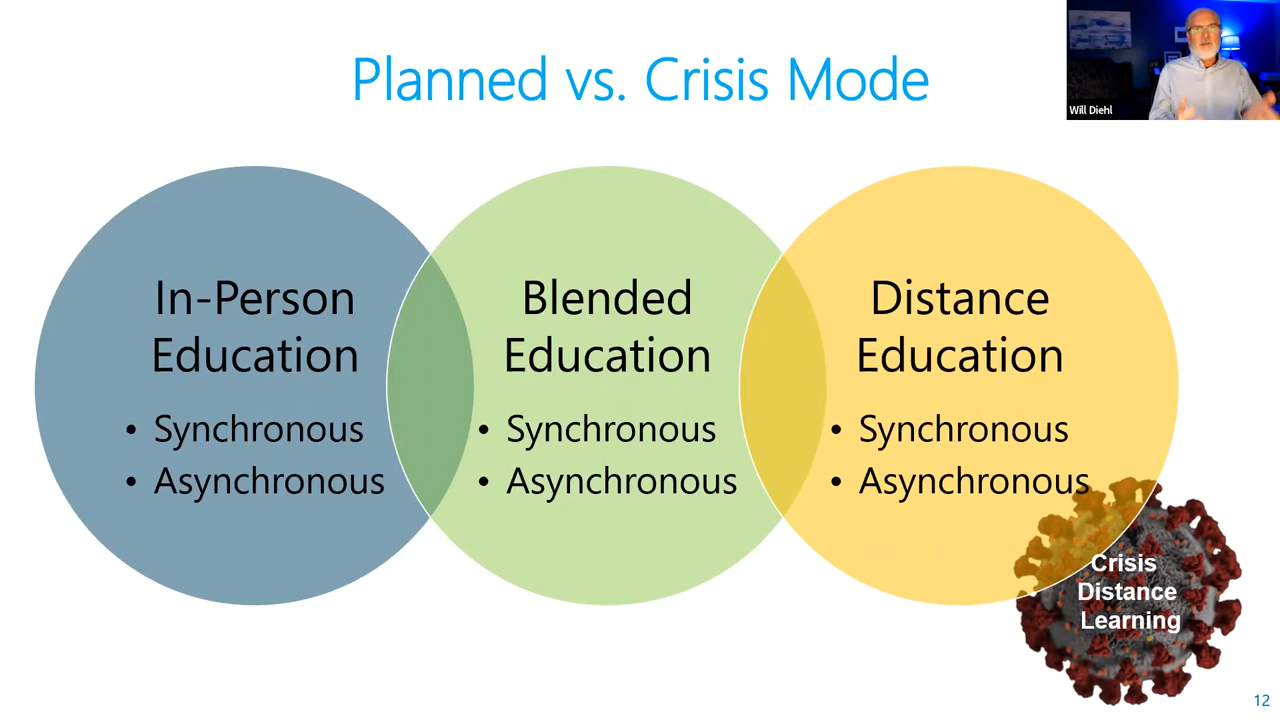 Planned vs. Crisis Mode
Will Diehl
In-Person
Education
• Synchronous
• Asynchronous
Blended
Education
• Synchronous
• Asynchronous
Distance
Education
• Synchronous
• Asynchronous
Crisis
Distance
Learning
12